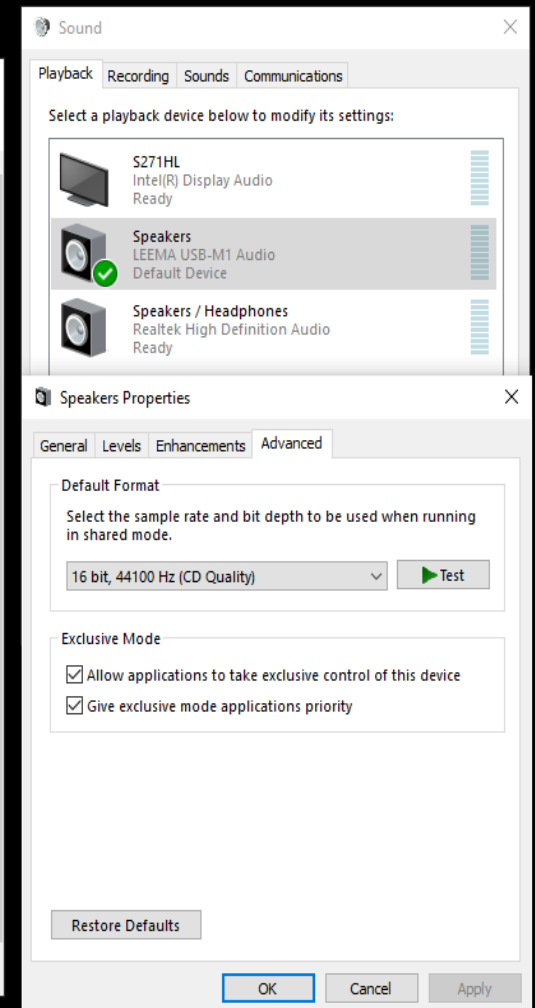 Sound
Playback Recording Sounds Communications
Select a playback device below to modify its settings:
S271HL
Intel(R) Display Audio
Ready
Speakers
LEEMA USB-M1 Audio
Default Device
Speakers / Headphones
Realtek High Definition Audio
Ready
Speakers Properties
General Levels Enhancements Advanced
Default Format
Select the sample rate and bit depth to be used when running
in shared mode.
16 bit, 44100 Hz (CD Quality) Test
Exclusive Mode
Allow applications to take exclusive control of this device
Give exclusive mode applications priority
Restore Defaults
OK Cancel Apply